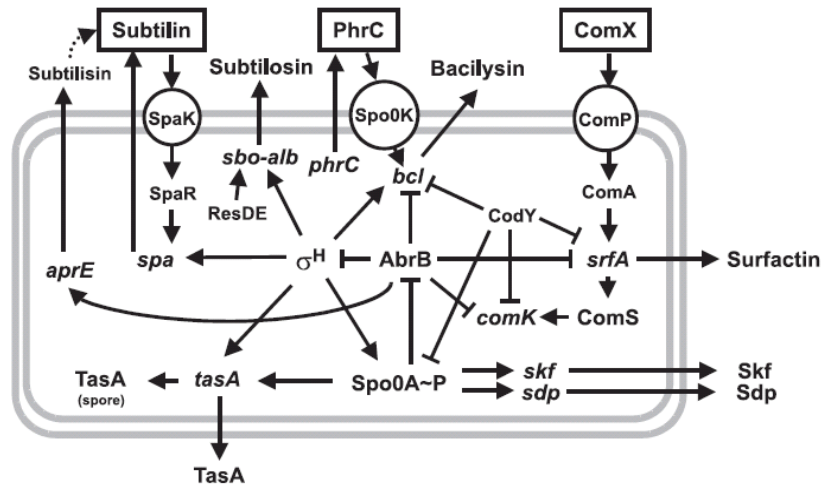 Subtilin
PhrC
ComX
Subtilisin
Subtilosin
Bacilysin
SpaK
Spo0K
ComP
sbo-alb
phrC
bcl
SpaR
ResDE
ComA
CodY
aprE
spa
σH
AbrB
srfA
Surfactin
comK
ComS
TasA
(spore)
tasA
Spo0A~P
skf
Skf
sdp
Sdp
TasA